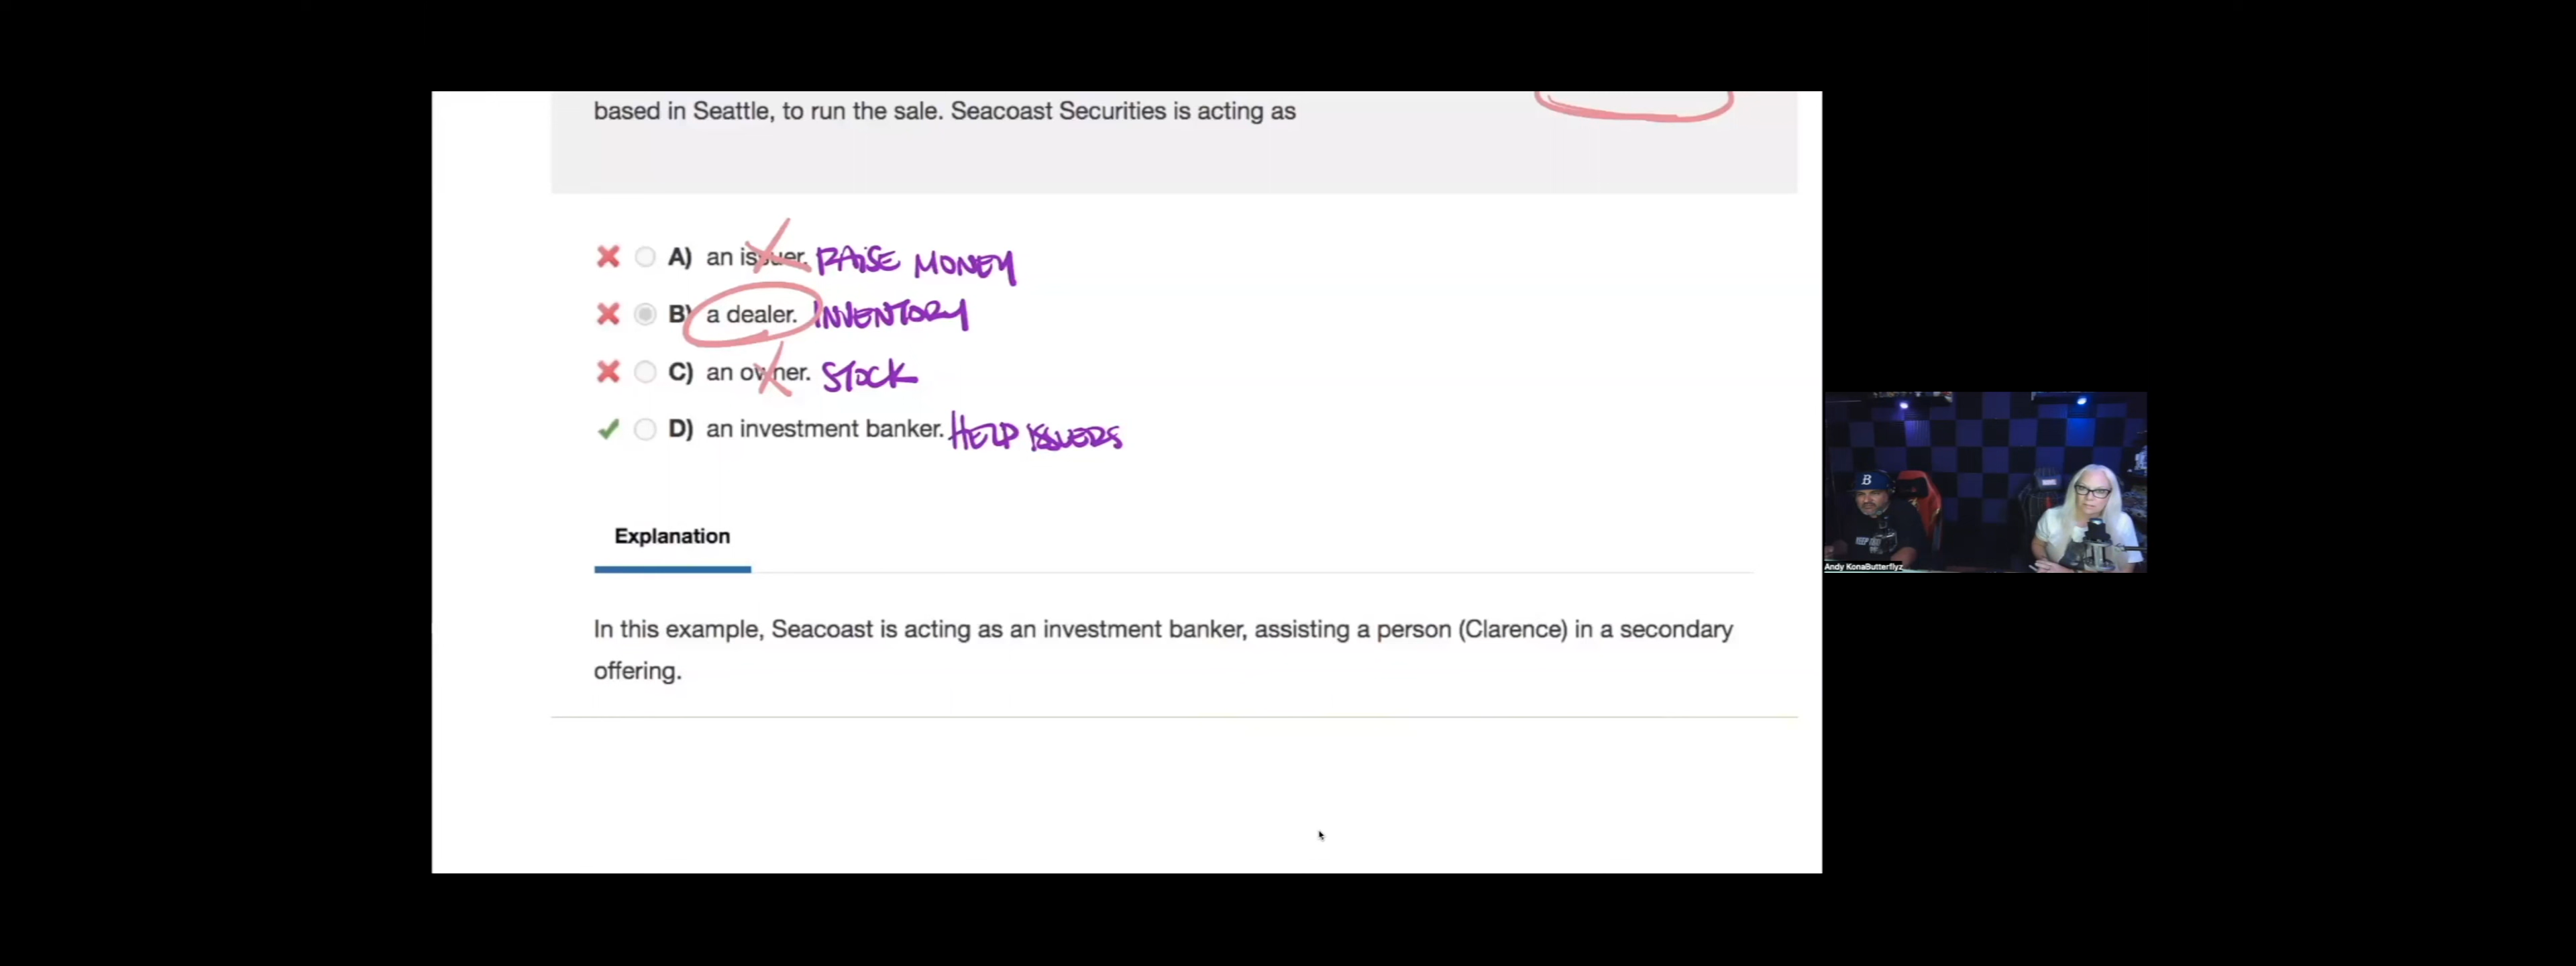 based in Seattle, to run the sale. Seacoast Securities is acting as
A) an issuer. RAISE MONEY
B) a dealer. INVENTORY
C) an owner. STOCK
D) an investment banker. HELP ISSUERS
Explanation
In this example, Seacoast is acting as an investment banker, assisting a person (Clarence) in a secondary
offering.
B
Andy KonaButterflyz